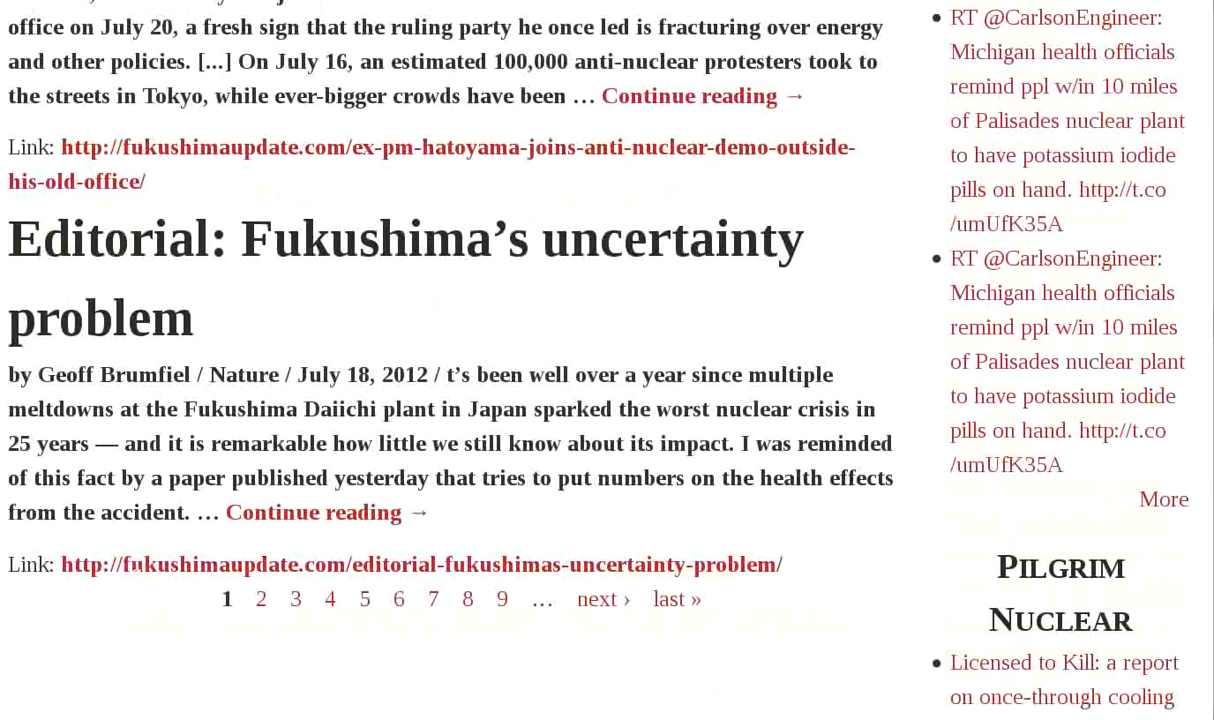 office on July 20, a fresh sign that the ruling party he once led is fracturing over energy
and other policies. [...] On July 16, an estimated 100,000 anti-nuclear protesters took to
the streets in Tokyo, while ever-bigger crowds have been … Continue reading →
Link: http://fukushimaupdate.com/ex-pm-hatoyama-joins-anti-nuclear-demo-outside-
his-old-office/
Editorial: Fukushima’s uncertainty
problem
by Geoff Brumfiel / Nature / July 18, 2012 / t’s been well over a year since multiple
meltdowns at the Fukushima Daiichi plant in Japan sparked the worst nuclear crisis in
25 years — and it is remarkable how little we still know about its impact. I was reminded
of this fact by a paper published yesterday that tries to put numbers on the health effects
from the accident. … Continue reading →
Link: http://fukushimaupdate.com/editorial-fukushimas-uncertainty-problem/
1 2 3 4 5 6 7 8 9 … next › last »
RT @CarlsonEngineer:
Michigan health officials
remind ppl w/in 10 miles
of Palisades nuclear plant
to have potassium iodide
pills on hand. http://t.co
/umUfK35A
RT @CarlsonEngineer:
Michigan health officials
remind ppl w/in 10 miles
of Palisades nuclear plant
to have potassium iodide
pills on hand. http://t.co
/umUfK35A
More
Pilgrim
Nuclear
Licensed to Kill: a report
on once-through cooling